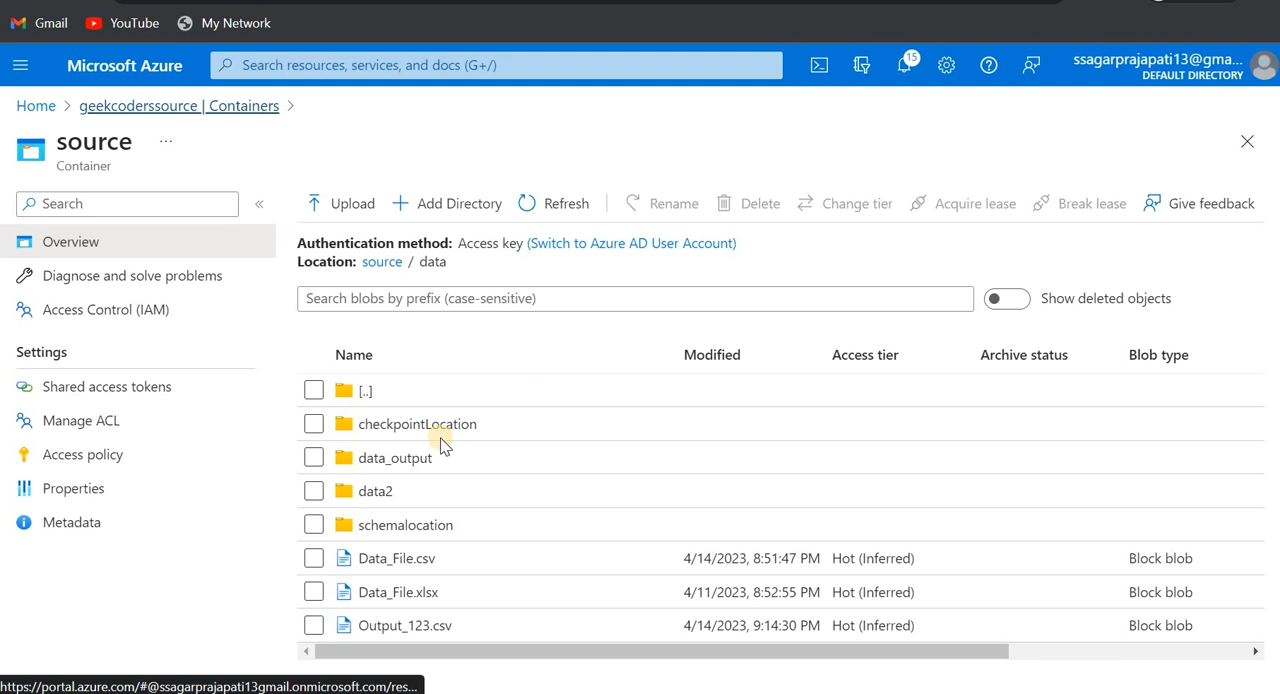 Gmail YouTube My Network
Microsoft Azure Search resources, services, and docs (G+/) 15 ssagarprajapati13@gma...
DEFAULT DIRECTORY
Home > geekcoderssource | Containers >
source ...
Container
Search «
Upload Add Directory Refresh Rename Delete Change tier Acquire lease Break lease Give feedback
Overview
Diagnose and solve problems
Access Control (IAM)
Settings
Shared access tokens
Manage ACL
Access policy
Properties
Metadata
Authentication method: Access key (Switch to Azure AD User Account)
Location: source / data
Search blobs by prefix (case-sensitive) Show deleted objects
Name Modified Access tier Archive status Blob type
[..]
checkpointLocation
data_output
data2
schemalocation
Data_File.csv 4/14/2023, 8:51:47 PM Hot (Inferred) Block blob
Data_File.xlsx 4/11/2023, 8:52:55 PM Hot (Inferred) Block blob
Output_123.csv 4/14/2023, 9:14:30 PM Hot (Inferred) Block blob
https://portal.azure.com/#@ssagarprajapati13gmail.onmicrosoft.com/res...